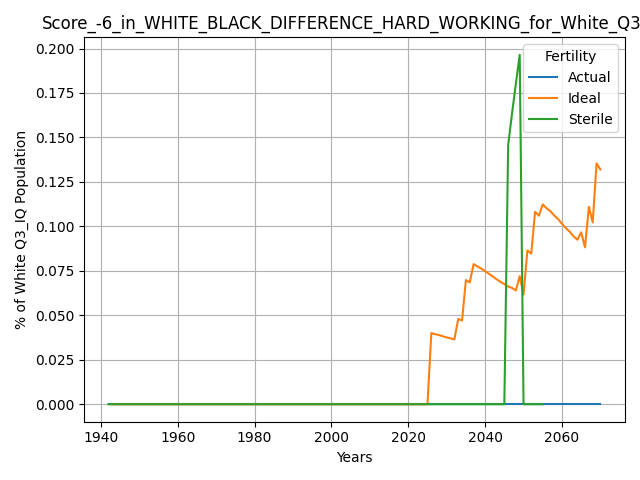 Score_-6_in_WHITE_BLACK_DIFFERENCE_HARD_WORKING_for_White_Q3
Fertility
Actual
Ideal
Sterile
% of White Q3_IQ Population
0.200
0.175
0.150
0.125
0.100
0.075
0.050
0.025
0.000
1940 1960 1980 2000 2020 2040 2060
Years